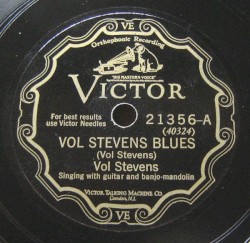 VE
Orthophonic Recording
"HIS MASTER'S VOICE"
VICTOR
For best results
use Victor Needles
21356-A
(40324)
VOL STEVENS BLUES
(Vol Stevens)
Vol Stevens
Singing with guitar and banjo-mandolin
VICTOR TALKING MACHINE CO.
Camden, N.J.
VE